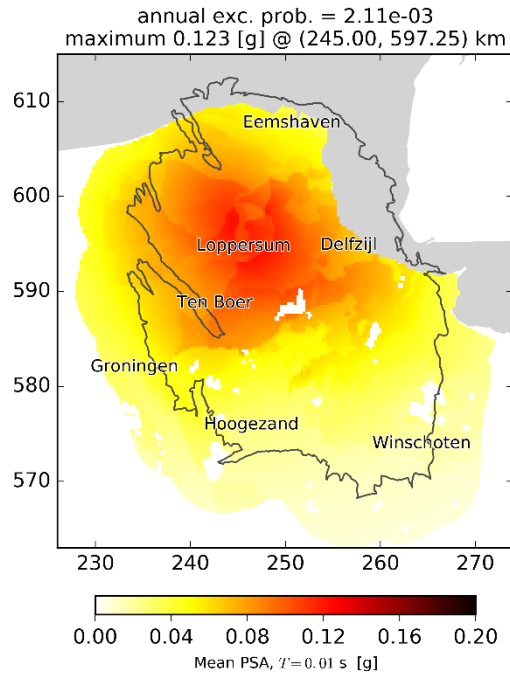 annual exc. prob. = 2.11e-03
maximum 0.123 [g] @ (245.00, 597.25) km
610
Eemshaven
600
Loppersum
Delfzijl
590
Ten Boer
Groningen
580
Hoogezand
Winschoten
570
230 240 250 260 270
0.00 0.04 0.08 0.12 0.16 0.20
Mean PSA, T=0.01 s [g]